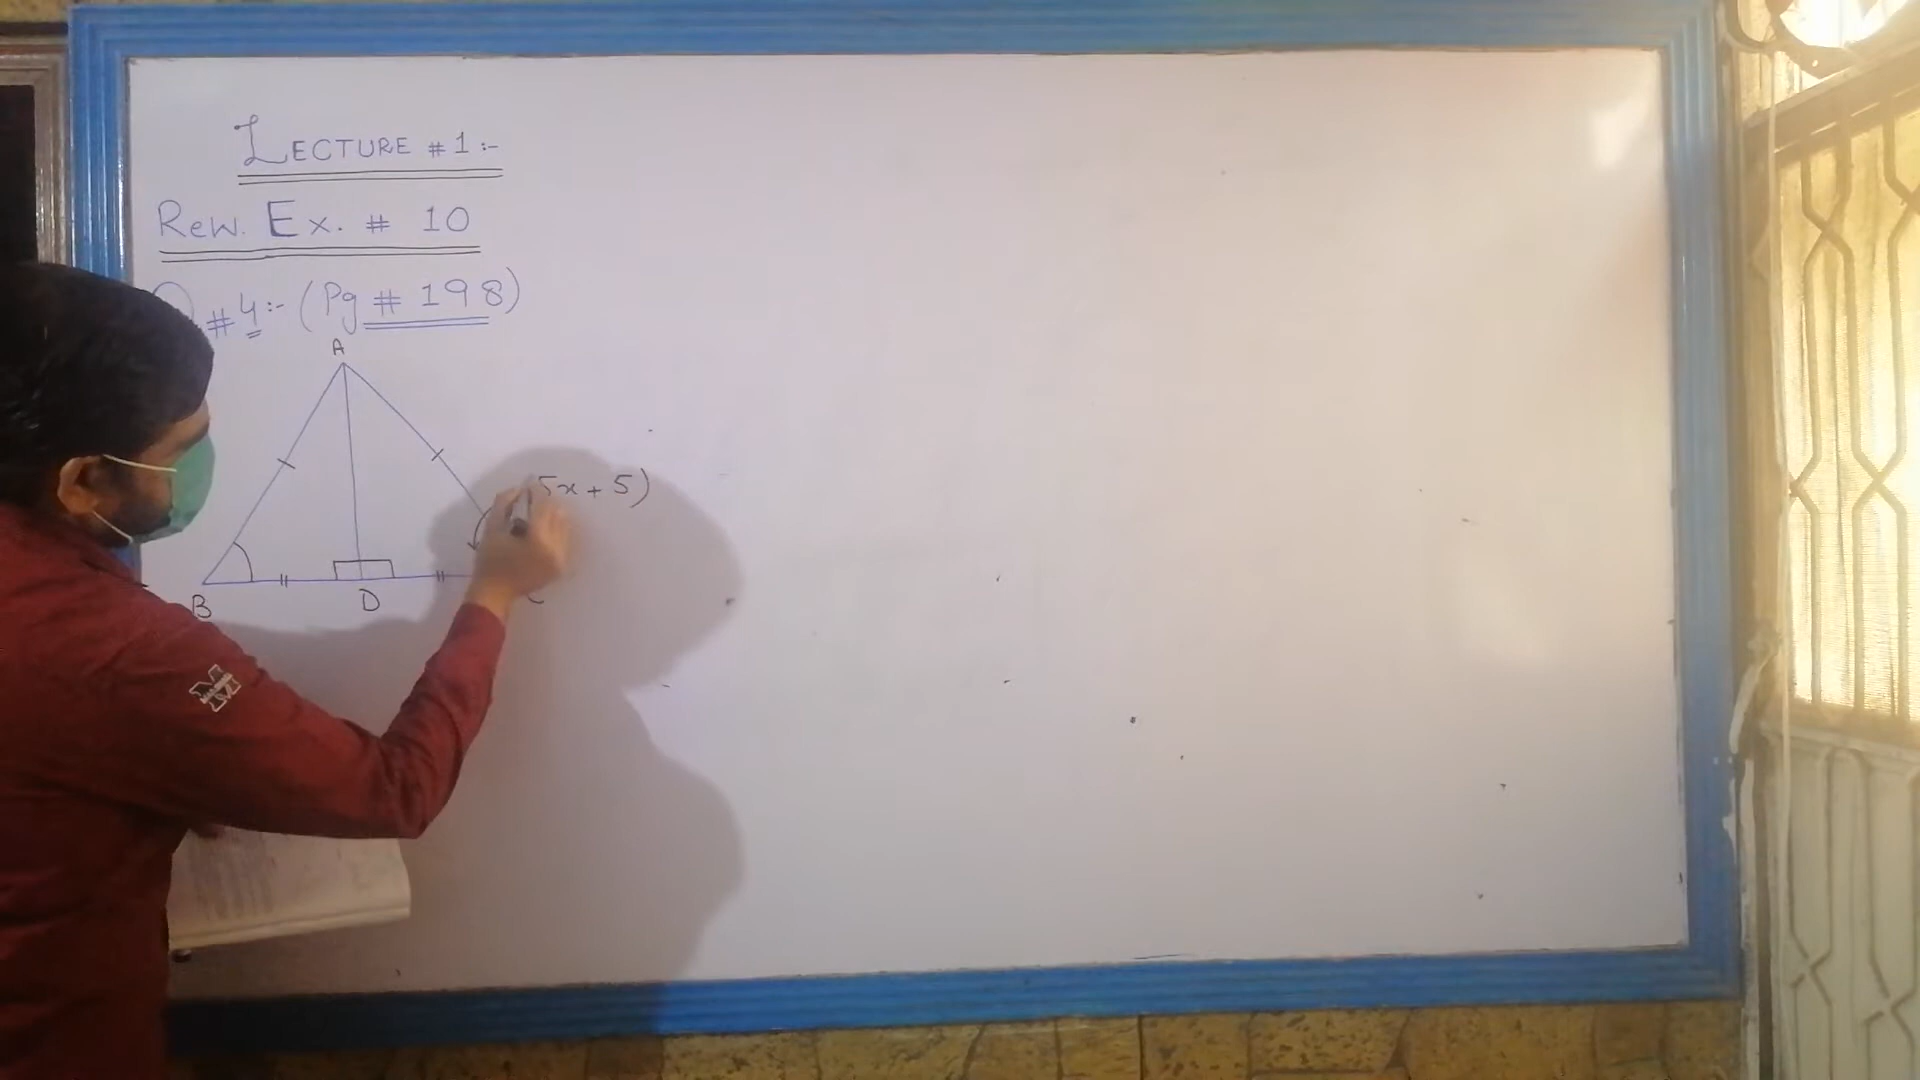 LECTURE # 1 :-
Rew. Ex. # 10
# 4 :- (Pg # 198)
A
5x + 5)
B D C